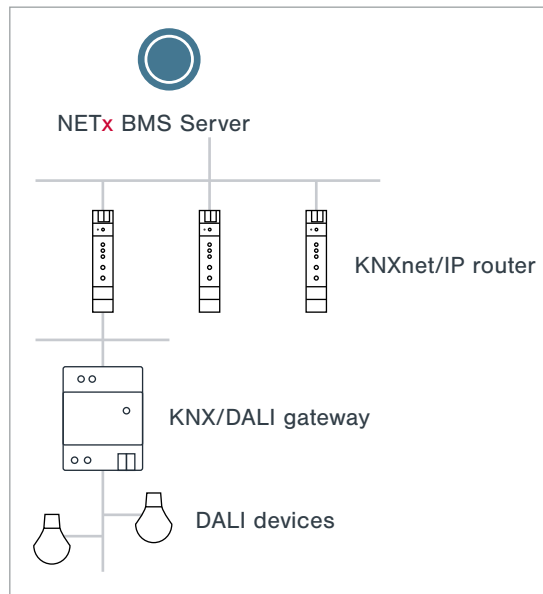 NETx BMS Server
KNXnet/IP router
KNX/DALI gateway
DALI devices